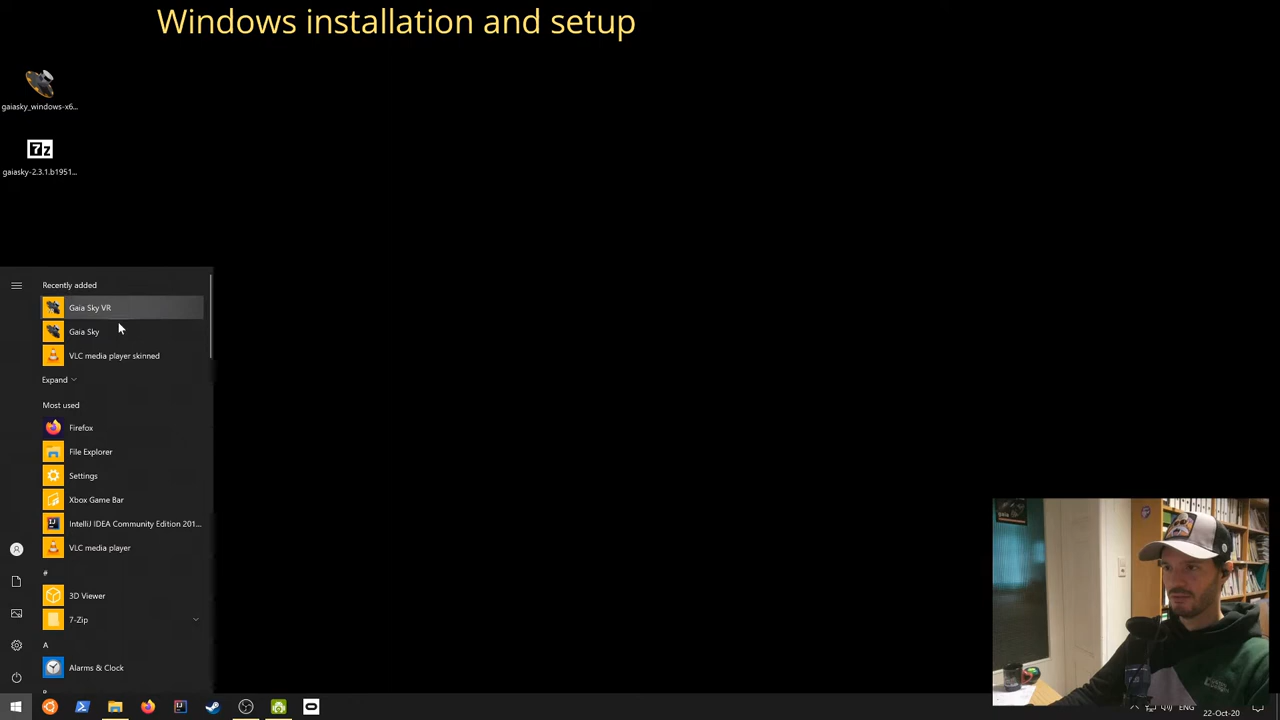 Windows installation and setup
gaiasky_windows-x6...
7z
gaiasky-2.3.1.b1951...
Recently added
Gaia Sky VR
Gaia Sky
VLC media player skinned
Expand
Most used
Firefox
File Explorer
Settings
Xbox Game Bar
IntelliJ IDEA Community Edition 201...
VLC media player
#
3D Viewer
7-Zip
A
Alarms & Clock
ENG
22-Oct-20